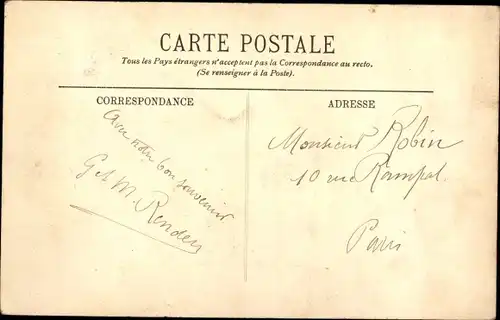 CARTE POSTALE
Tous les Pays étrangers n'acceptent pas la Correspondance au recto.
(Se renseigner à la Poste).
CORRESPONDANCE
Avec notre bon souvenir
G et M.
ADRESSE
Monsieur Robin
10 rue Rampal.
Paris